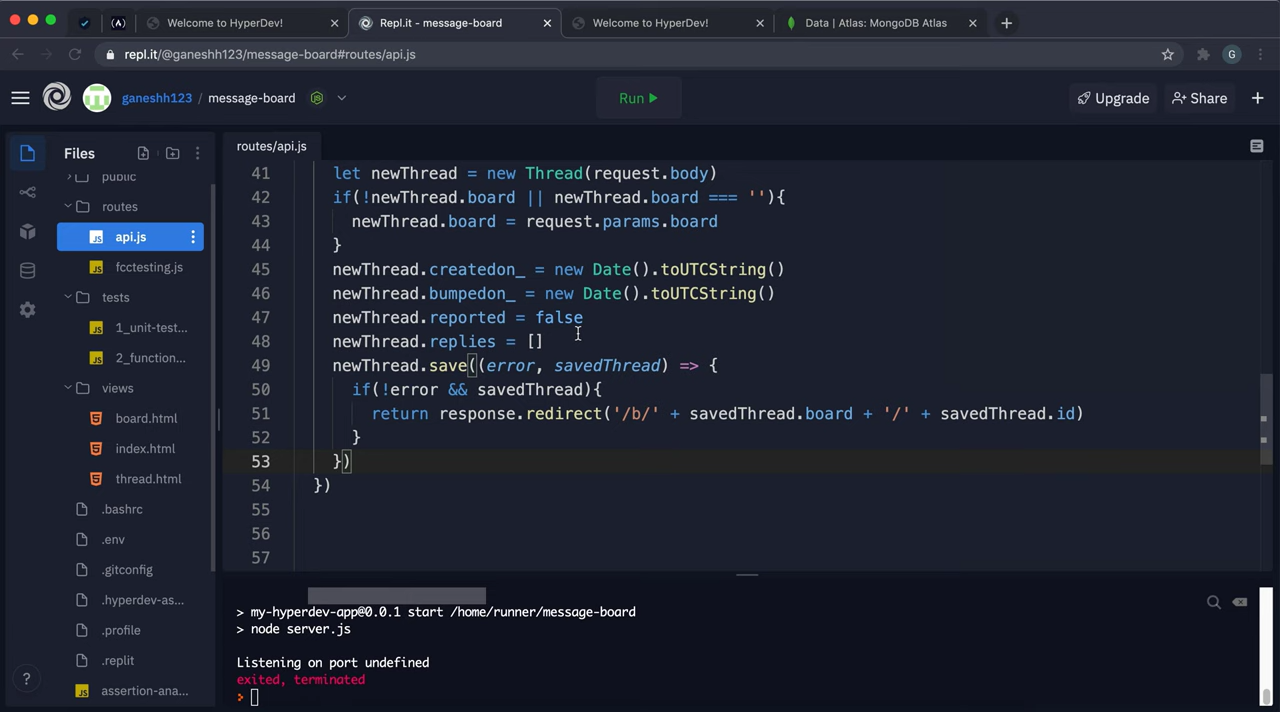 Welcome to HyperDev!
Repl.it - message-board
Welcome to HyperDev!
Data | Atlas: MongoDB Atlas
repl.it/@ganeshh123/message-board#routes/api.js
G
ganeshh123 / message-board
Run
Upgrade
Share
Files
public
routes
JS api.js
JS fcctesting.js
tests
JS 1_unit-test...
JS 2_function...
views
board.html
index.html
thread.html
.bashrc
.env
.gitconfig
.hyperdev-as...
.profile
.replit
JS assertion-ana...
?
routes/api.js
41 let newThread = new Thread(request.body)
42 if(!newThread.board || newThread.board === ''){
43 newThread.board = request.params.board
44 }
45 newThread.createdon_ = new Date().toUTCString()
46 newThread.bumpedon_ = new Date().toUTCString()
47 newThread.reported = false
48 newThread.replies = []
49 newThread.save((error, savedThread) => {
50 if(!error && savedThread){
51 return response.redirect('/b/' + savedThread.board + '/' + savedThread.id)
52 }
53 })
54 })
55
56
57
> my-hyperdev-app@0.0.1 start /home/runner/message-board
> node server.js
Listening on port undefined
exited, terminated